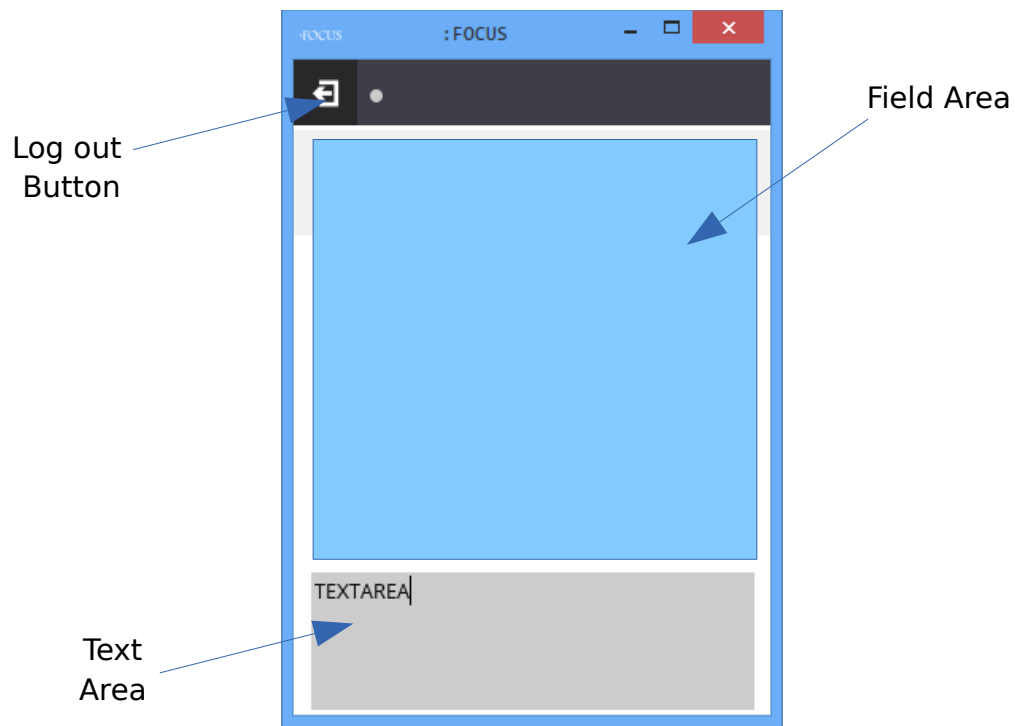 :FOCUS
:FOCUS
Field Area
Log out
Button
TEXTAREA
Text
Area